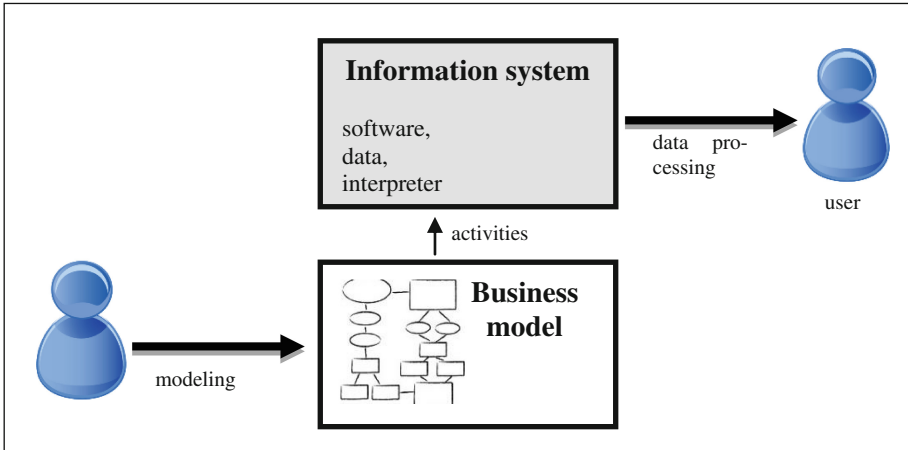 Information system
software,
data,
interpreter
data pro-
cessing
user
activities
Business
model
modeling